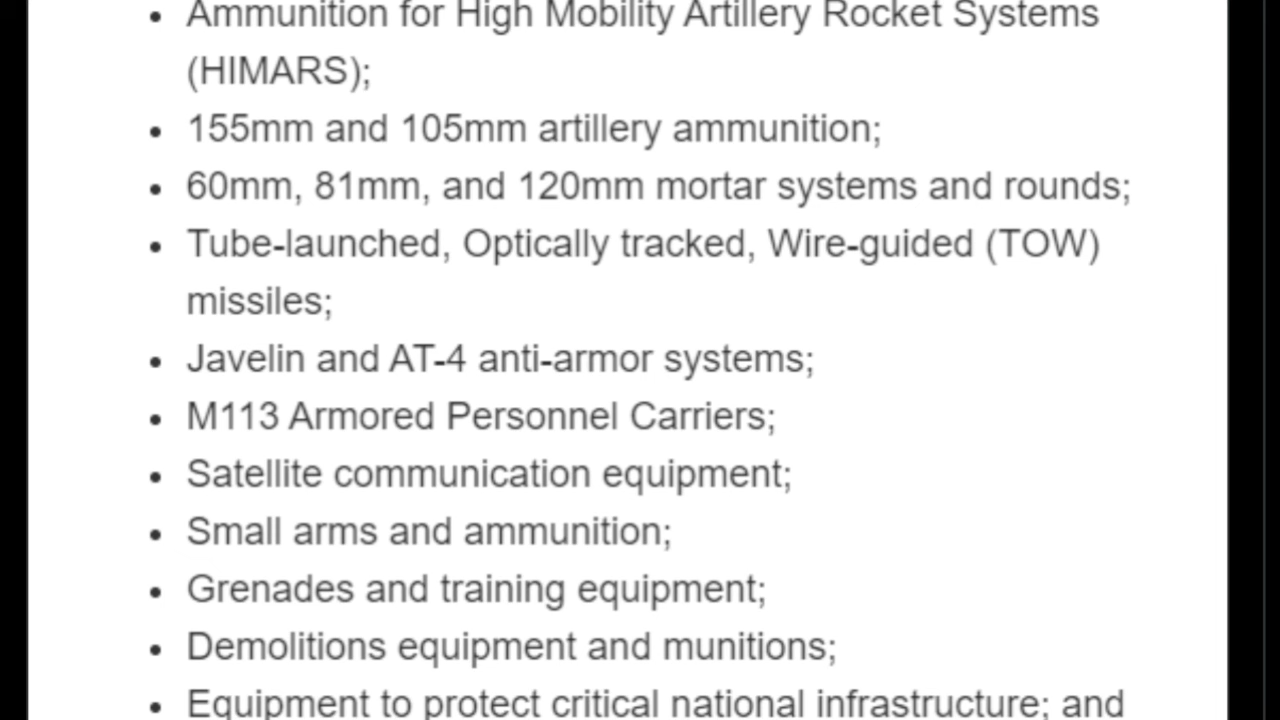 • Ammunition for High Mobility Artillery Rocket Systems
(HIMARS);
• 155mm and 105mm artillery ammunition;
• 60mm, 81mm, and 120mm mortar systems and rounds;
• Tube-launched, Optically tracked, Wire-guided (TOW)
missiles;
• Javelin and AT-4 anti-armor systems;
• M113 Armored Personnel Carriers;
• Satellite communication equipment;
• Small arms and ammunition;
• Grenades and training equipment;
• Demolitions equipment and munitions;
• Equipment to protect critical national infrastructure; and